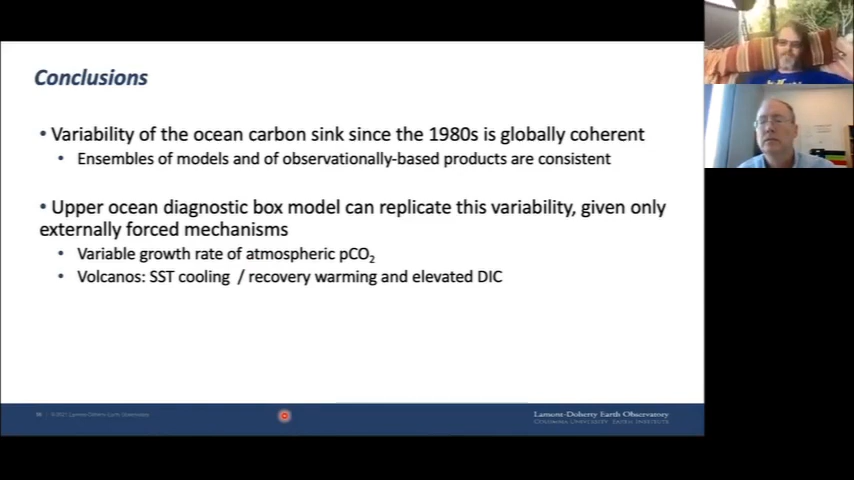 Conclusions
• Variability of the ocean carbon sink since the 1980s is globally coherent
• Ensembles of models and of observationally-based products are consistent
• Upper ocean diagnostic box model can replicate this variability, given only
externally forced mechanisms
• Variable growth rate of atmospheric pCO₂
• Volcanos: SST cooling / recovery warming and elevated DIC
Lamont-Doherty Earth Observatory
Columbia University | Earth Institute